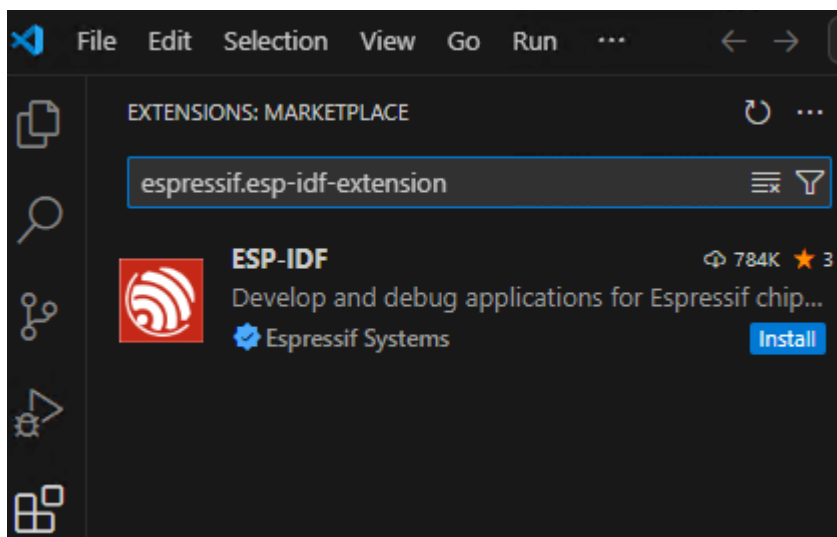 File Edit Selection View Go Run ...
EXTENSIONS: MARKETPLACE
espressif.esp-idf-extension
ESP-IDF 784K 3
Develop and debug applications for Espressif chip...
Espressif Systems Install